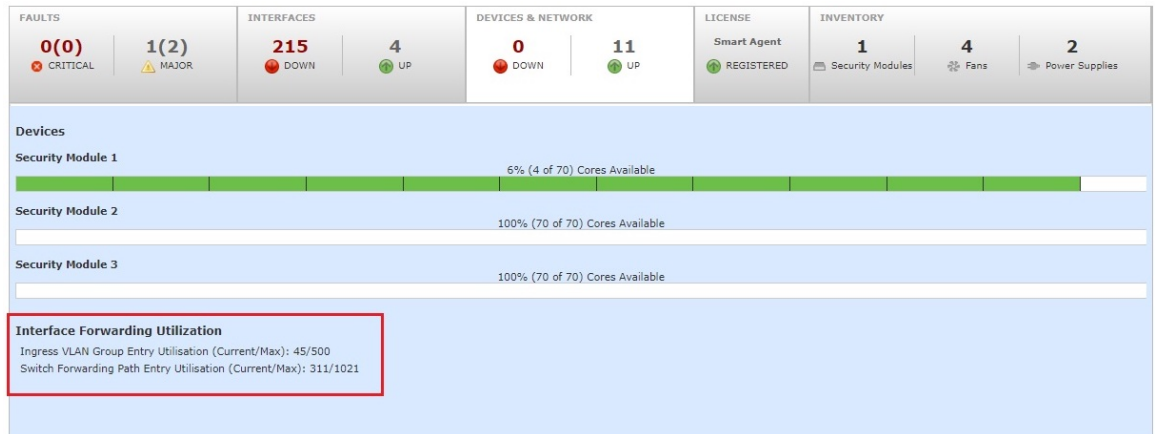 FAULTS
0(0)
CRITICAL
1(2)
MAJOR
INTERFACES
215
DOWN
4
UP
DEVICES & NETWORK
0
DOWN
11
UP
LICENSE
Smart Agent
REGISTERED
INVENTORY
1
Security Modules
4
Fans
2
Power Supplies
Devices
Security Module 1
6% (4 of 70) Cores Available
Security Module 2
100% (70 of 70) Cores Available
Security Module 3
100% (70 of 70) Cores Available
Interface Forwarding Utilization
Ingress VLAN Group Entry Utilisation (Current/Max): 45/500
Switch Forwarding Path Entry Utilisation (Current/Max): 311/1021